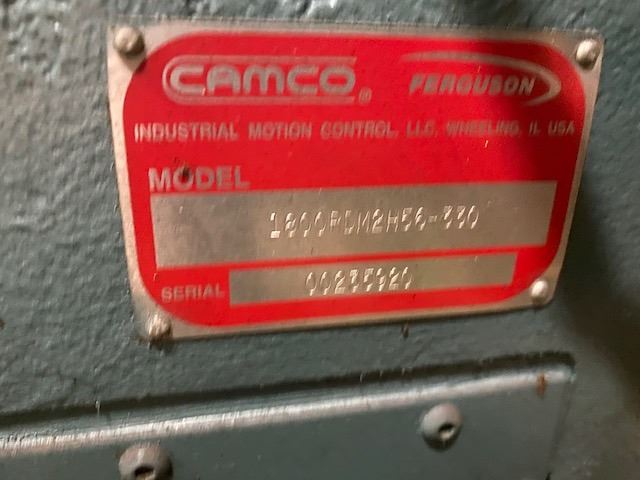 CAMCO®
FERGUSON
INDUSTRIAL MOTION CONTROL, LLC, WHEELING, IL USA
MODEL
SERIAL